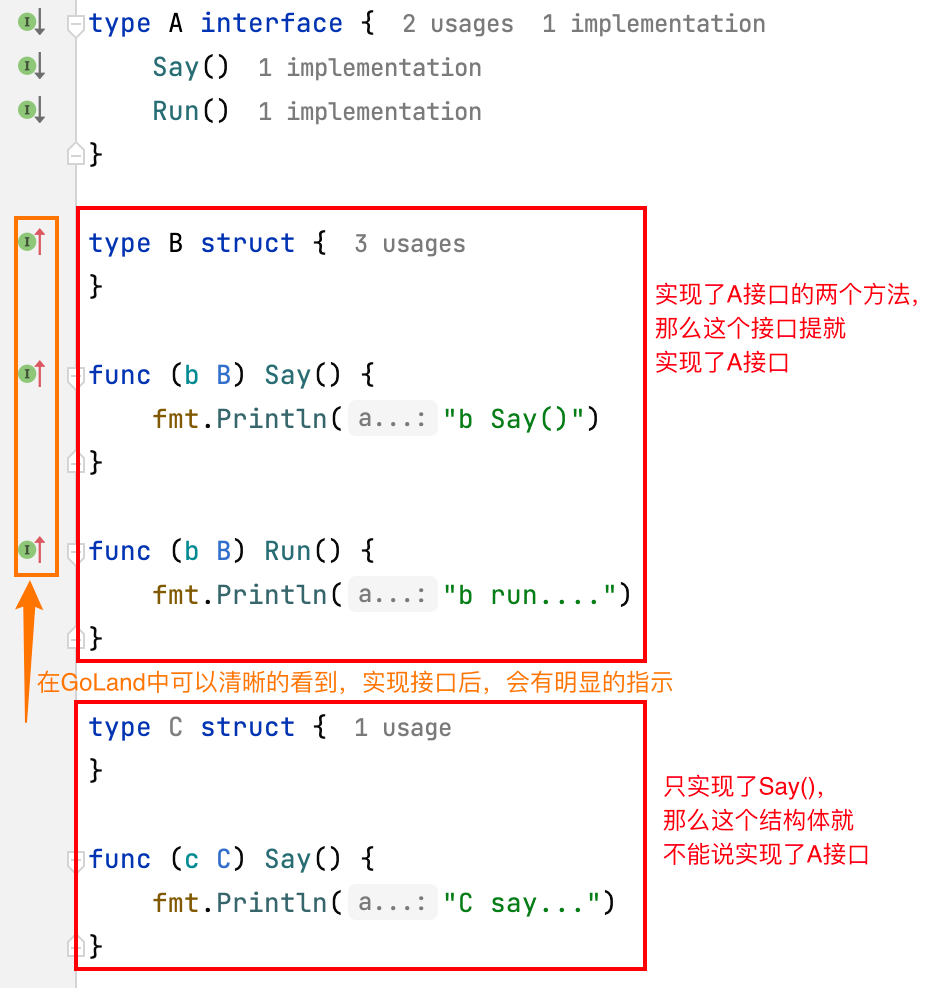 type A interface { 2 usages 1 implementation
Say() 1 implementation
Run() 1 implementation
}
type B struct { 3 usages
}
实现了A接口的两个方法，
那么这个接口提就
实现了A接口
func (b B) Say() {
fmt.Println( a...: "b Say()")
}
func (b B) Run() {
fmt.Println( a...: "b run....")
}
在GoLand中可以清晰的看到，实现接口后，会有明显的指示
type C struct { 1 usage
}
只实现了Say()，
那么这个结构体就
不能说实现了A接口
func (c C) Say() {
fmt.Println( a...: "C say...")
}